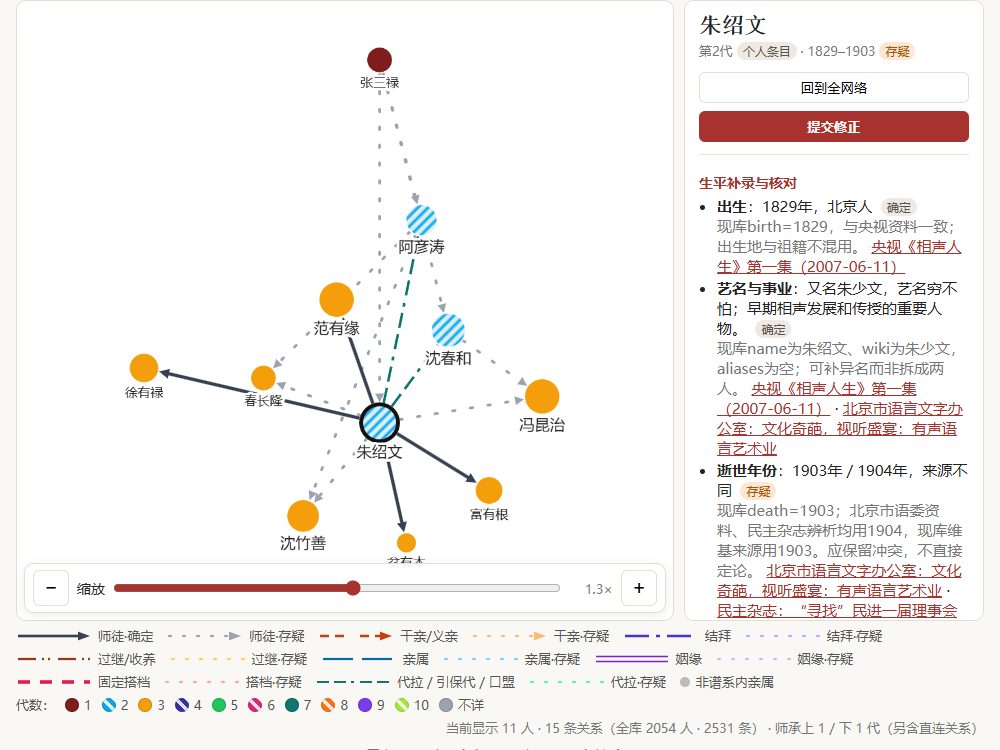 张三禄
阿彦涛
范有缘
沈春和
徐有禄
春长隆
冯昆治
朱绍文
富有根
沈竹善
−
缩放
1.3×
+
朱绍文
第2代 个人条目 · 1829–1903 存疑
回到全网络
提交修正
生平补录与核对
• 出生：1829年，北京人 确定
现库birth=1829，与央视资料一致；
出生地与祖籍不混用。 央视《相声人
生》第一集（2007-06-11）
• 艺名与事业：又名朱少文，艺名穷不
怕；早期相声发展和传授的重要人
物。 确定
现库name为朱绍文、wiki为朱少文，
aliases为空；可补异名而非拆成两
人。 央视《相声人生》第一集
（2007-06-11） · 北京市语言文字办
公室：文化奇葩，视听盛宴：有声语
言艺术业
• 逝世年份：1903年 / 1904年，来源不
同 存疑
现库death=1903；北京市语委资
料、民主杂志辨析均用1904，现库维
基来源用1903。应保留冲突，不直接
定论。 北京市语言文字办公室：文化
奇葩，视听盛宴：有声语言艺术业 ·
民主杂志：“寻找”民进一届理事会
师徒·确定 师徒·存疑 干亲/义亲 干亲·存疑 结拜 结拜·存疑
过继/收养 过继·存疑 亲属 亲属·存疑 姻缘 姻缘·存疑
固定搭档 搭档·存疑 代拉 / 引保代 / 口盟 代拉·存疑 非谱系内亲属
代数： 1 2 3 4 5 6 7 8 9 10 不详
当前显示 11 人 · 15 条关系（全库 2054 人 · 2531 条） · 师承上 1 / 下 1 代（另含直连关系）